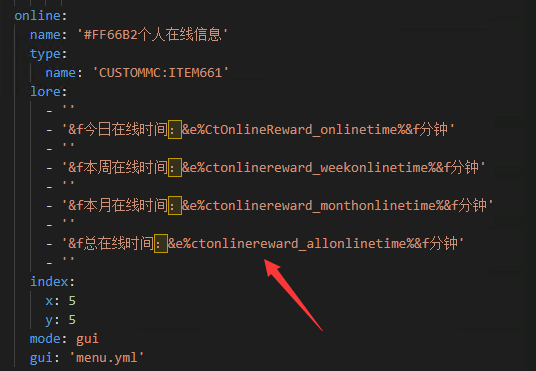 online:
name: '#FF66B2个人在线信息'
type:
name: 'CUSTOMMC:ITEM661'
lore:
- ''
- '&f今日在线时间：&e%CtOnlineReward_onlinetime%&f分钟'
- ''
- '&f本周在线时间：&e%ctonlinereward_weekonlinetime%&f分钟'
- ''
- '&f本月在线时间：&e%ctonlinereward_monthonlinetime%&f分钟'
- ''
- '&f总在线时间：&e%ctonlinereward_allonlinetime%&f分钟'
- ''
index:
x: 5
y: 5
mode: gui
gui: 'menu.yml'